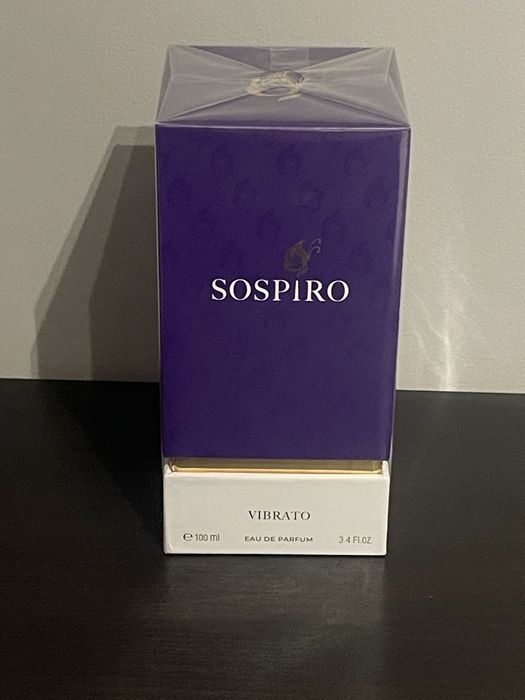 SOSPIRO
VIBRATO
℮ 100 ml EAU DE PARFUM 3.4 Fl.OZ.